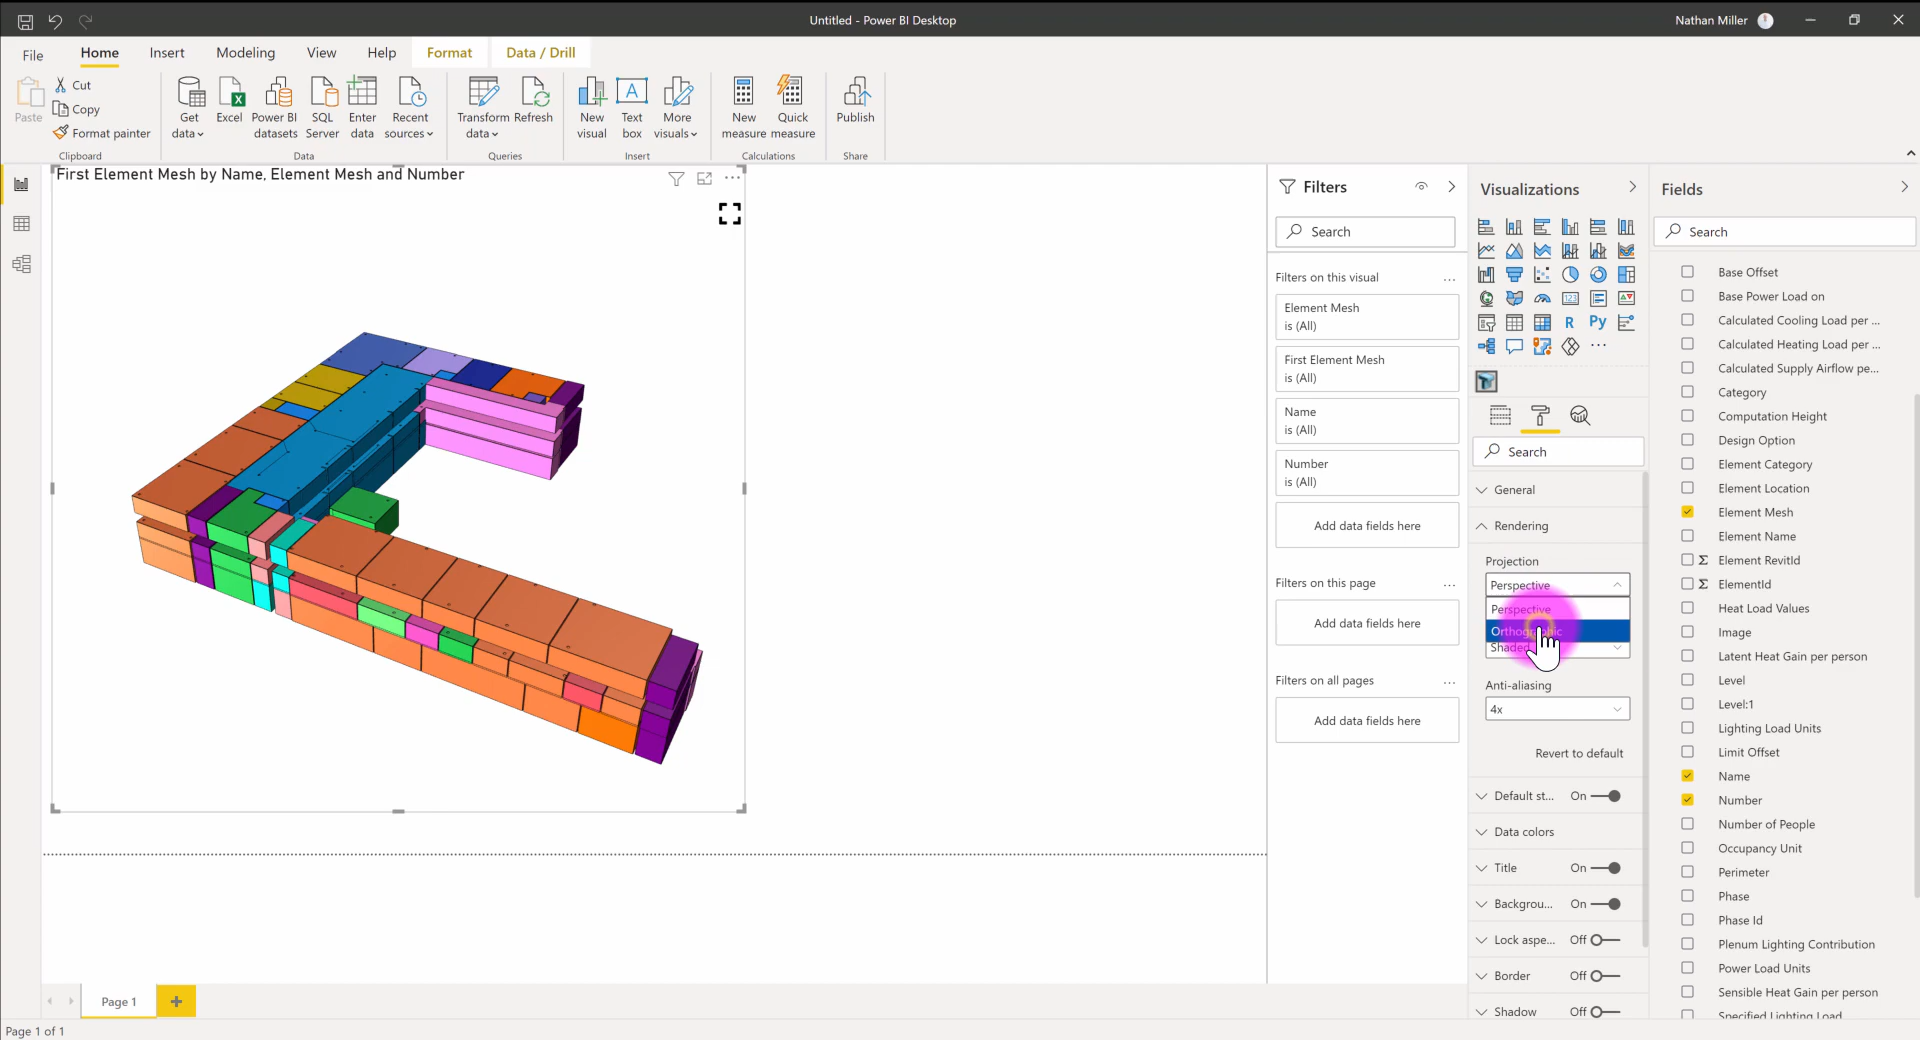 Untitled - Power BI Desktop
Nathan Miller
File
Home
Insert
Modeling
View
Help
Format
Data / Drill
Paste
Cut
Copy
Format painter
Clipboard
Get data
Excel
Power BI datasets
SQL Server
Enter data
Recent sources
Data
Transform data
Refresh
Queries
New visual
Text box
More visuals
Insert
New measure
Quick measure
Calculations
Publish
Share
First Element Mesh by Name, Element Mesh and Number
Filters
Search
Filters on this visual
...
Element Mesh
is (All)
First Element Mesh
is (All)
Name
is (All)
Number
is (All)
Add data fields here
Filters on this page
...
Add data fields here
Filters on all pages
...
Add data fields here
Visualizations
123
R
Py
...
Search
General
Rendering
Projection
Perspective
Perspective
Orthographic
Shaded
Anti-aliasing
4x
Revert to default
Default st... On
Data colors
Title On
Backgrou... On
Lock aspe... Off
Border Off
Shadow Off
Fields
Search
Base Offset
Base Power Load on
Calculated Cooling Load per ...
Calculated Heating Load per ...
Calculated Supply Airflow pe...
Category
Computation Height
Design Option
Element Category
Element Location
Element Mesh
Element Name
Σ Element RevitId
Σ ElementId
Heat Load Values
Image
Latent Heat Gain per person
Level
Level:1
Lighting Load Units
Limit Offset
Name
Number
Number of People
Occupancy Unit
Perimeter
Phase
Phase Id
Plenum Lighting Contribution
Power Load Units
Sensible Heat Gain per person
Specified Lighting Load
Page 1
Page 1 of 1